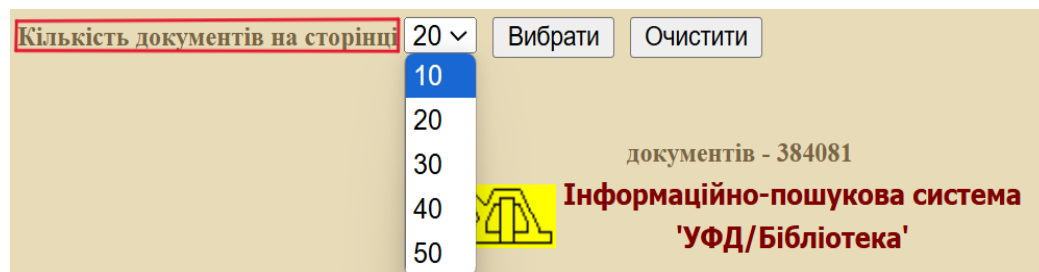 Кількість документів на сторінці 20 Вибрати Очистити
10
20
30
40
50
документів - 384081
Інформаційно-пошукова система
'УФД/Бібліотека'